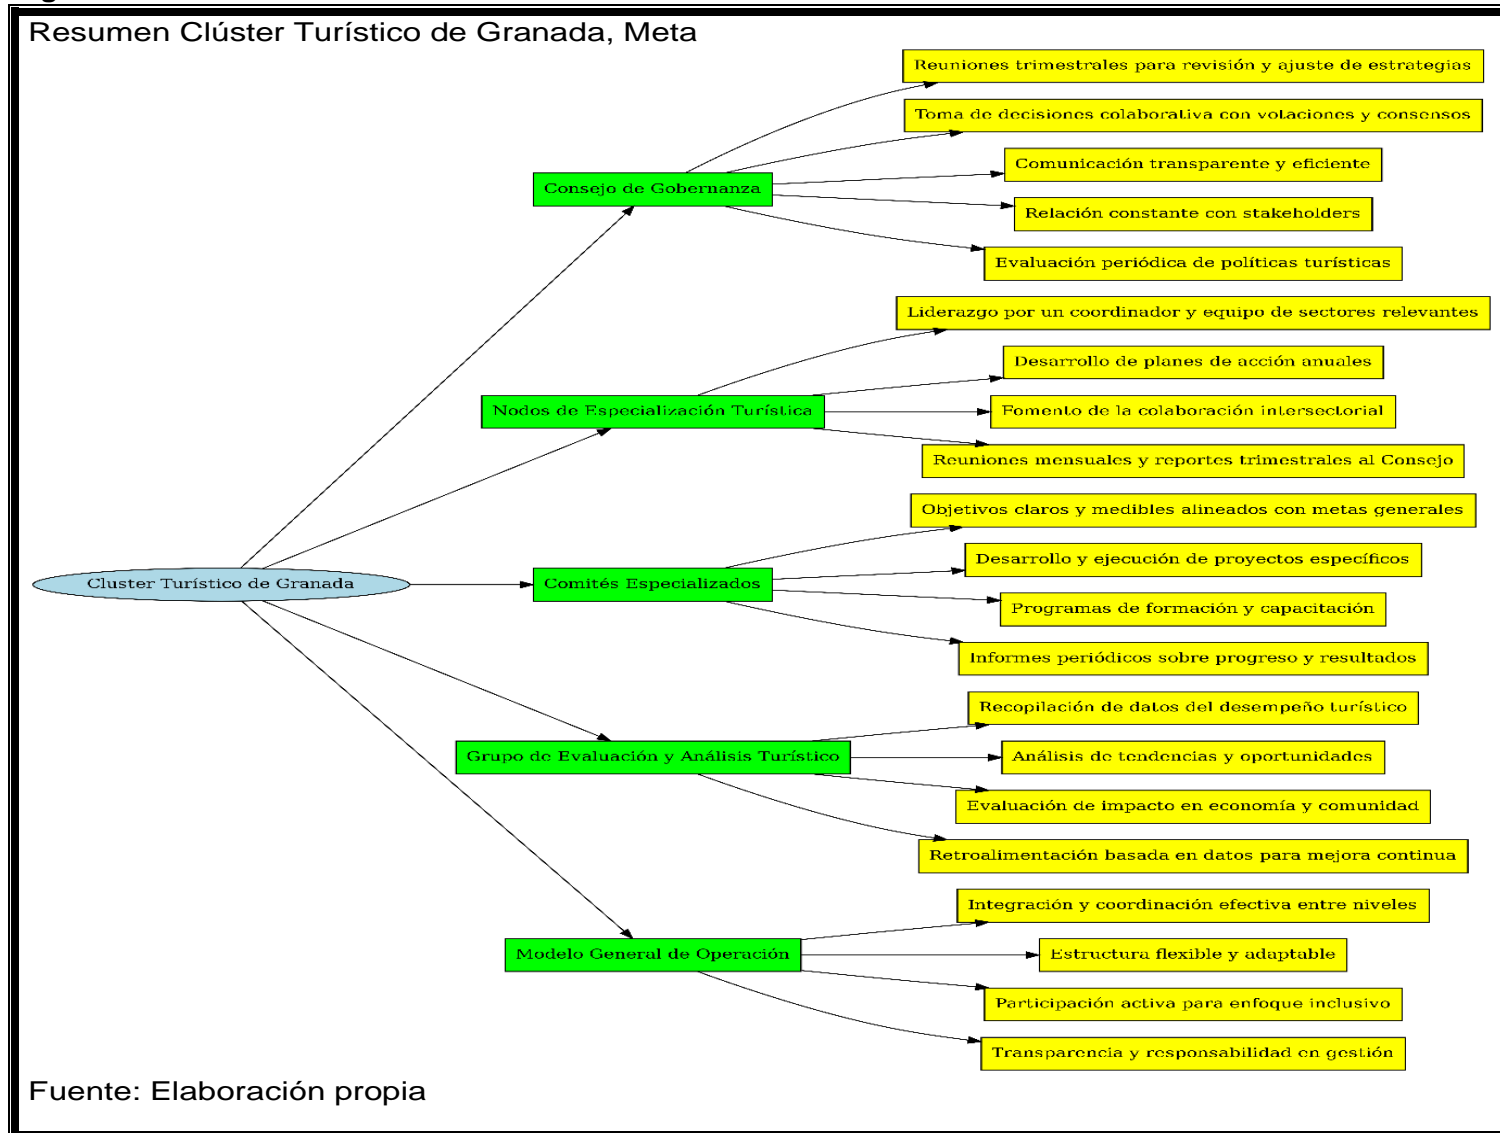 Resumen Clúster Turístico de Granada, Meta
Reuniones trimestrales para revisión y ajuste de estrategias
Toma de decisiones colaborativa con votaciones y consensos
Consejo de Gobernanza
Comunicación transparente y eficiente
Relación constante con stakeholders
Evaluación periódica de políticas turísticas
Liderazgo por un coordinador y equipo de sectores relevantes
Desarrollo de planes de acción anuales
Nodos de Especialización Turística
Fomento de la colaboración intersectorial
Reuniones mensuales y reportes trimestrales al Consejo
Objetivos claros y medibles alineados con metas generales
Desarrollo y ejecución de proyectos específicos
Cluster Turístico de Granada
Comités Especializados
Programas de formación y capacitación
Informes periódicos sobre progreso y resultados
Recopilación de datos del desempeño turístico
Grupo de Evaluación y Análisis Turístico
Análisis de tendencias y oportunidades
Evaluación de impacto en economía y comunidad
Retroalimentación basada en datos para mejora continua
Integración y coordinación efectiva entre niveles
Modelo General de Operación
Estructura flexible y adaptable
Participación activa para enfoque inclusivo
Transparencia y responsabilidad en gestión
Fuente: Elaboración propia